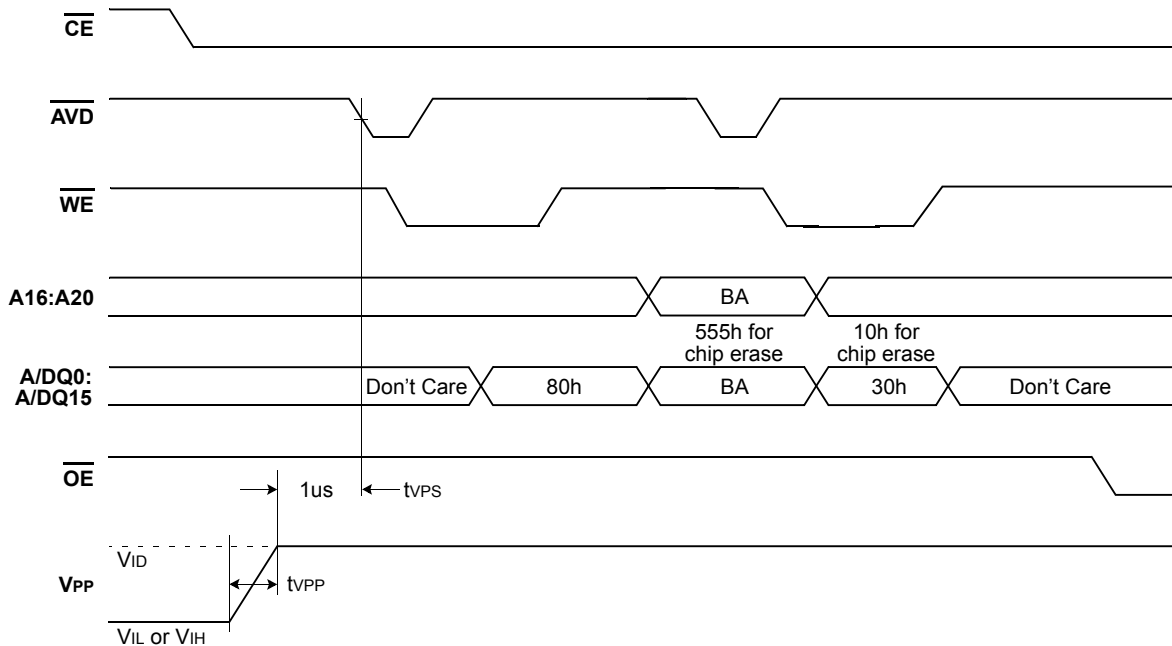 CE
AVD
WE
A16:A20
BA
555h for
chip erase
10h for
chip erase
A/DQ0:
A/DQ15
Don't Care
80h
BA
30h
Don't Care
OE
1us
tVPS
VID
VPP
tVPP
VIL or VIH